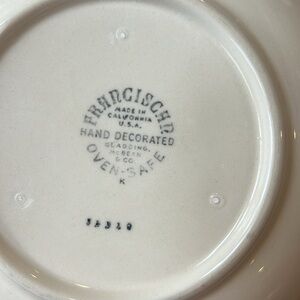 FRANCISCAN
MADE IN
CALIFORNIA
U.S.A.
HAND DECORATED
GLADDING,
McBEAN
& CO.
OVEN-SAFE
K